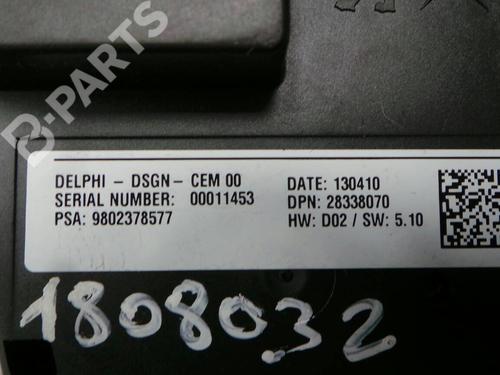 B-PARTS
DELPHI - DSGN - CEM 00
SERIAL NUMBER: 00011453
PSA: 9802378577
DATE: 130410
DPN: 28338070
HW: D02 / SW: 5.10
1808032